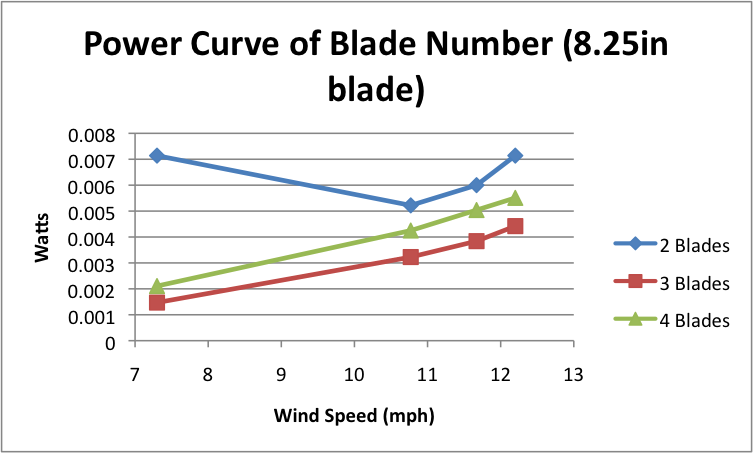 Power Curve of Blade Number (8.25in
blade)
0.008
0.007
0.006
0.005
0.004
0.003
0.002
0.001
0
Watts
7 8 9 10 11 12 13
Wind Speed (mph)
2 Blades
3 Blades
4 Blades